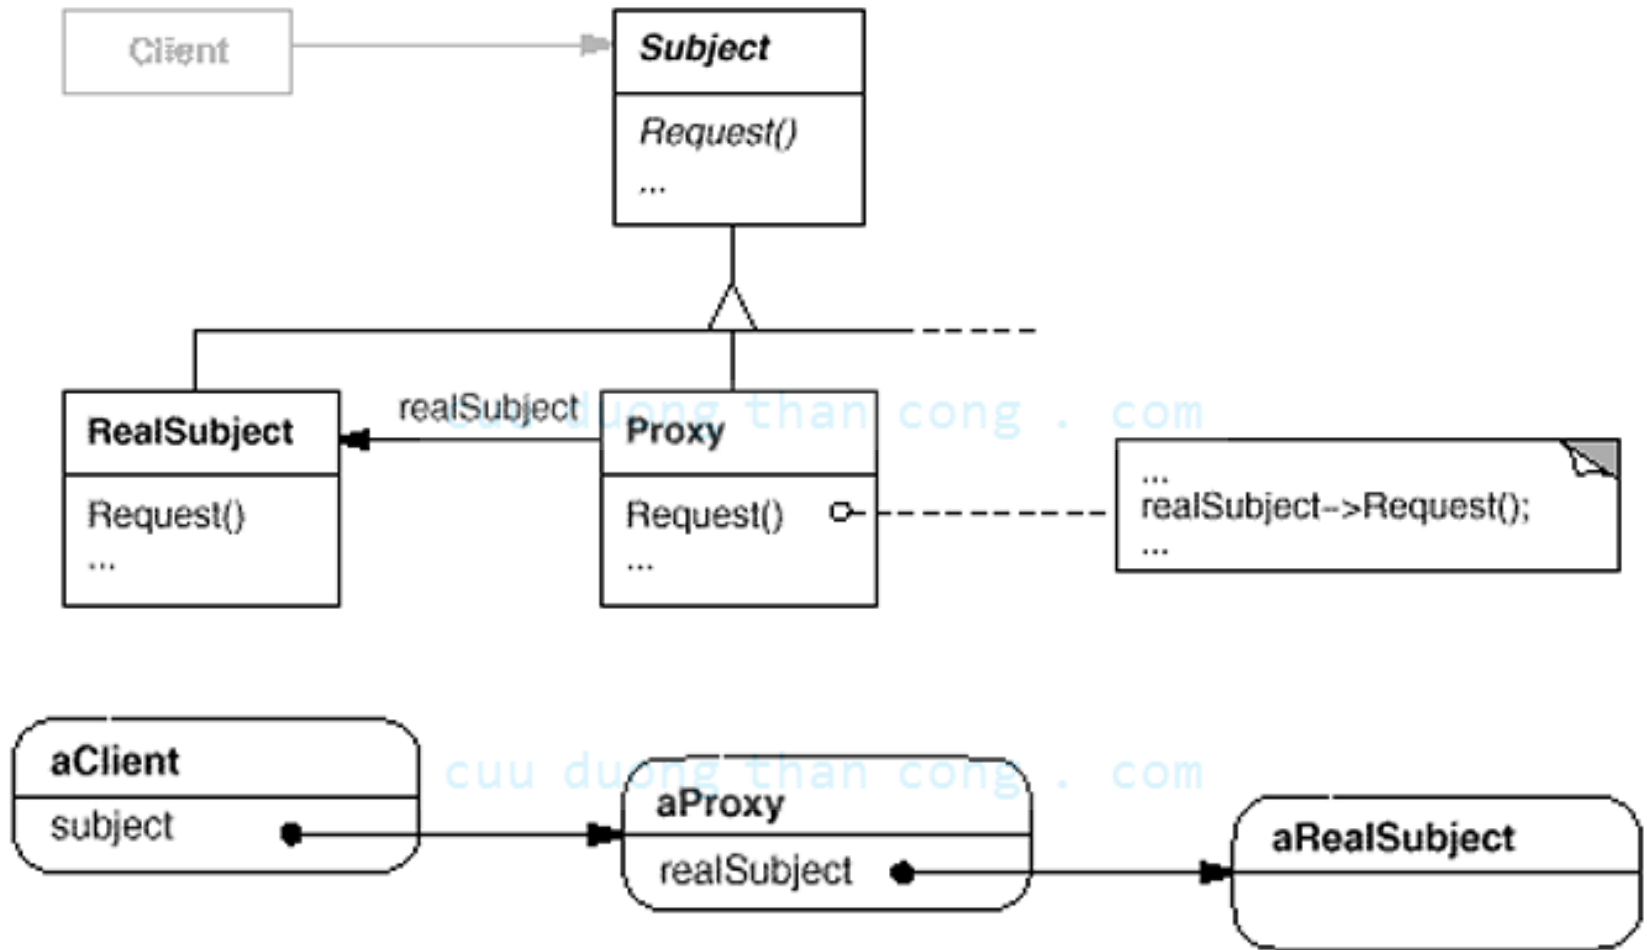 Client
Subject
Request()
...
realSubject
RealSubject
Request()
...
Proxy
Request()
...
...
realSubject->Request();
...
cuu duong than cong . com
aClient
subject
aProxy
realSubject
aRealSubject
cuu duong than cong . com